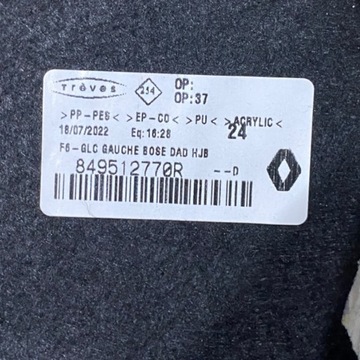 Trèves 254 OP:
OP:37
>PP-PES< >EP-CO< >PU< >ACRYLIC<
18/07/2022 Eq:16:28 24
F6-GLC GAUCHE BOSE DAD HJB
849512770R --D